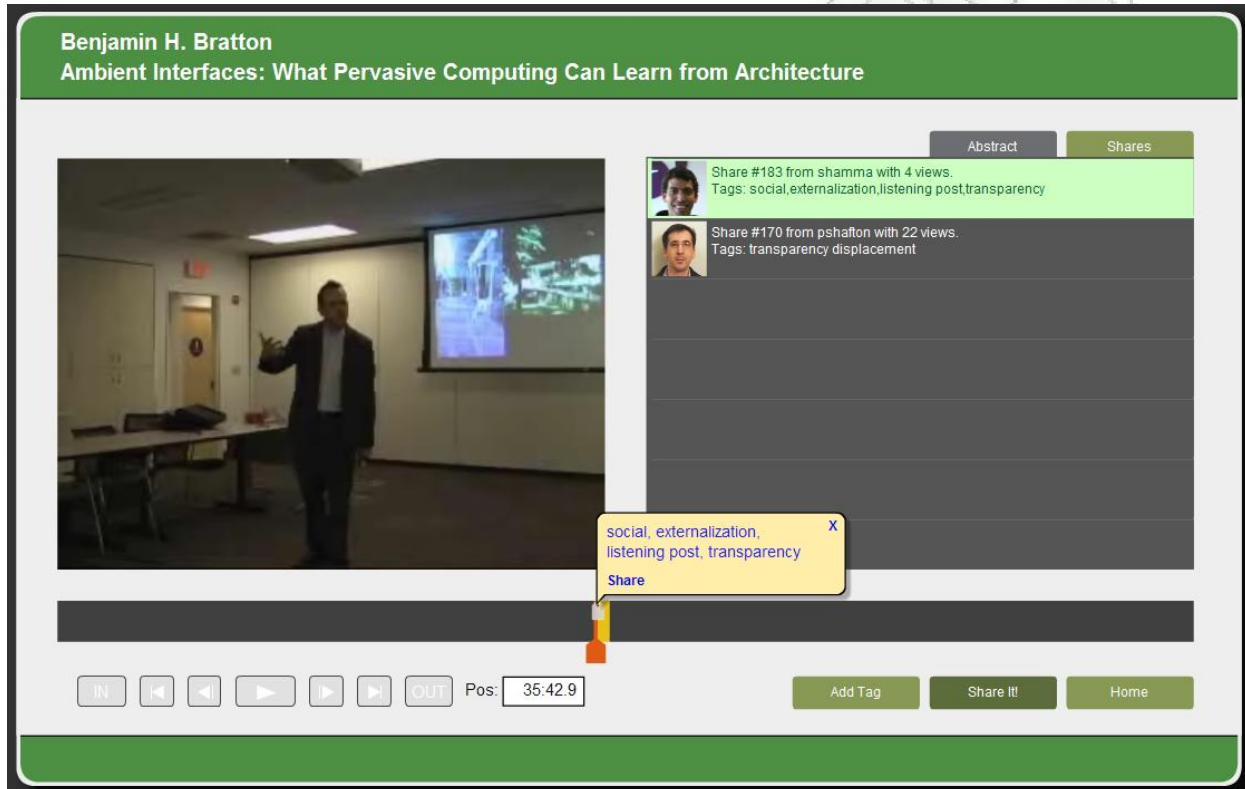 Benjamin H. Bratton
Ambient Interfaces: What Pervasive Computing Can Learn from Architecture
Abstract
Shares
Share #183 from shamma with 4 views.
Tags: social,externalization,listening post,transparency
Share #170 from pshafton with 22 views.
Tags: transparency displacement
social, externalization,
X
listening post, transparency
Share
IN
OUT
Pos:
35:42.9
Add Tag
Share It!
Home